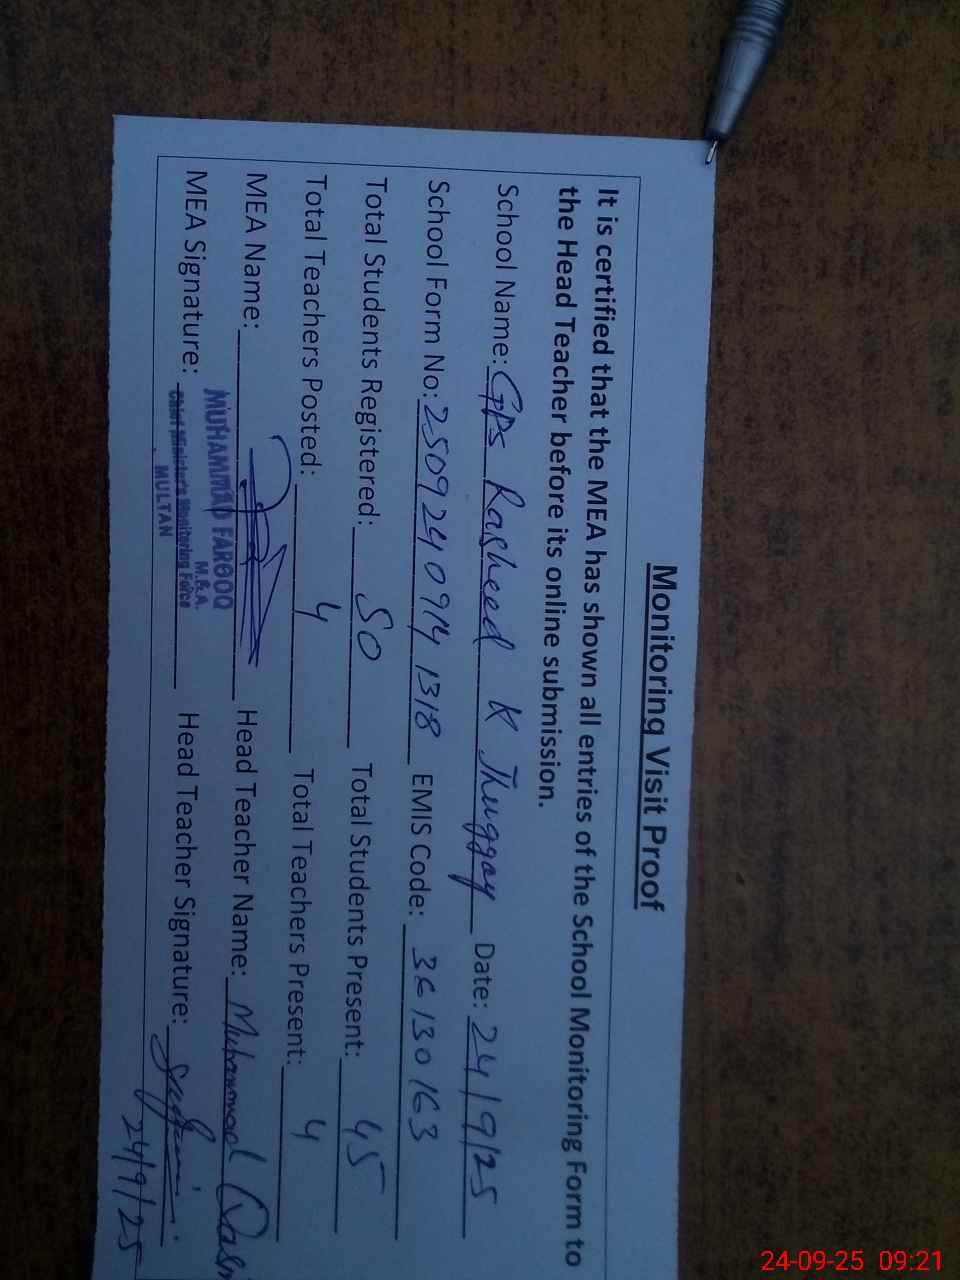 Monitoring Visit Proof
It is certified that the MEA has shown all entries of the School Monitoring Form to
the Head Teacher before its online submission.
School Name: GPS Rasheed K Thuggay Date: 24/9/25
School Form No: 2509240914 1318 EMIS Code: 36130163
Total Students Registered: 50 Total Students Present: 45
Total Teachers Posted: 4 Total Teachers Present: 4
MEA Name: Head Teacher Name: Muhammad
MEA Signature: Head Teacher Signature:
24/9/25
MUHAMMAD FAROOQ
M.E.A.
Chief Minister's Monitoring Force
MULTAN
24-09-25 09:21